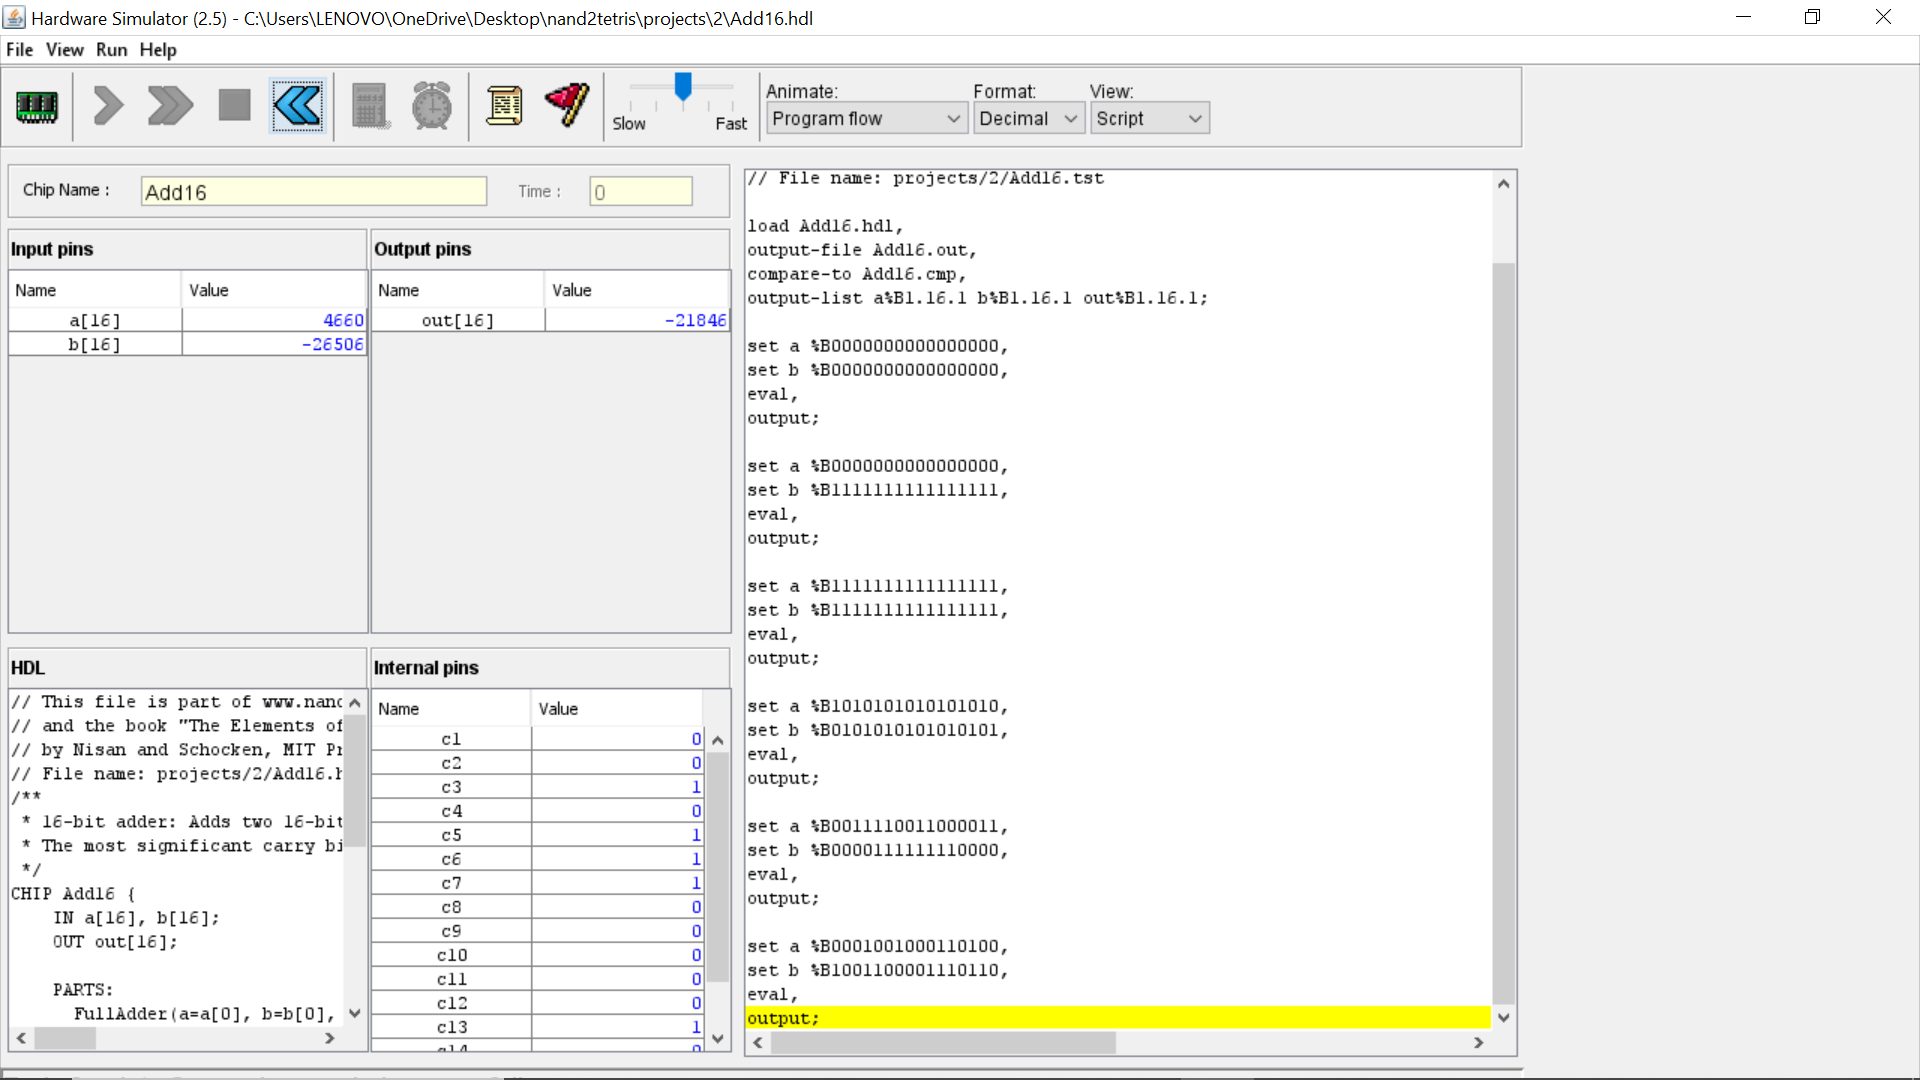 Hardware Simulator (2.5) - C:\Users\LENOVO\OneDrive\Desktop\nand2tetris\projects\2\Add16.hdl
File View Run Help
Slow Fast
Animate:
Program flow
Format:
Decimal
View:
Script
Chip Name : Add16 Time : 0
Input pins
Name Value
a[16] 4660
b[16] -26506
Output pins
Name Value
out[16] -21846
HDL
// This file is part of www.nanc
// and the book "The Elements of
// by Nisan and Schocken, MIT Pr
// File name: projects/2/Add16.h
/**
* 16-bit adder: Adds two 16-bit
* The most significant carry bi
*/
CHIP Add16 {
IN a[16], b[16];
OUT out[16];
PARTS:
FullAdder(a=a[0], b=b[0],
Internal pins
Name Value
c1 0
c2 0
c3 1
c4 0
c5 1
c6 1
c7 1
c8 0
c9 0
c10 0
c11 0
c12 0
c13 1
c14 0
// File name: projects/2/Add16.tst
load Add16.hdl,
output-file Add16.out,
compare-to Add16.cmp,
output-list a%B1.16.1 b%B1.16.1 out%B1.16.1;
set a %B0000000000000000,
set b %B0000000000000000,
eval,
output;
set a %B0000000000000000,
set b %B1111111111111111,
eval,
output;
set a %B1111111111111111,
set b %B1111111111111111,
eval,
output;
set a %B1010101010101010,
set b %B0101010101010101,
eval,
output;
set a %B0011110011000011,
set b %B0000111111110000,
eval,
output;
set a %B0001001000110100,
set b %B1001100001110110,
eval,
output;